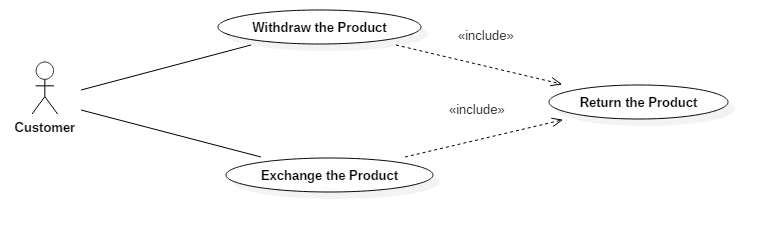 Withdraw the Product
«include»
Return the Product
«include»
Customer
Exchange the Product